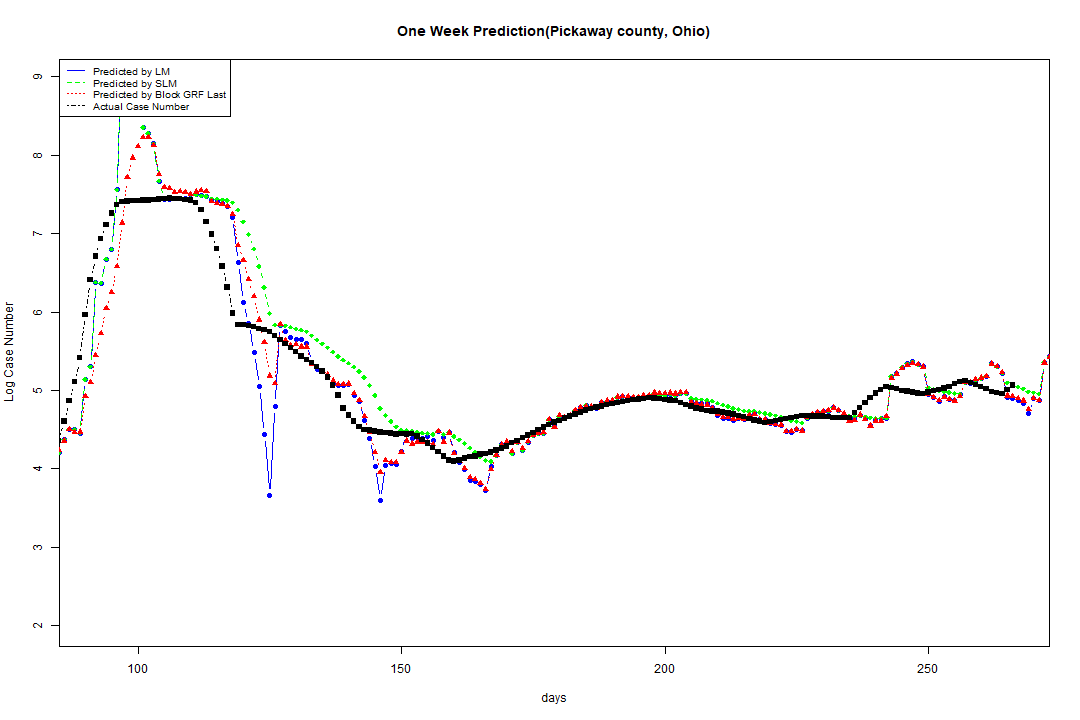 One Week Prediction(Pickaway county, Ohio)
Predicted by LM
Predicted by SLM
Predicted by Block GRF Last
Actual Case Number
9
8
7
6
5
4
3
2
Log Case Number
100
150
200
250
days